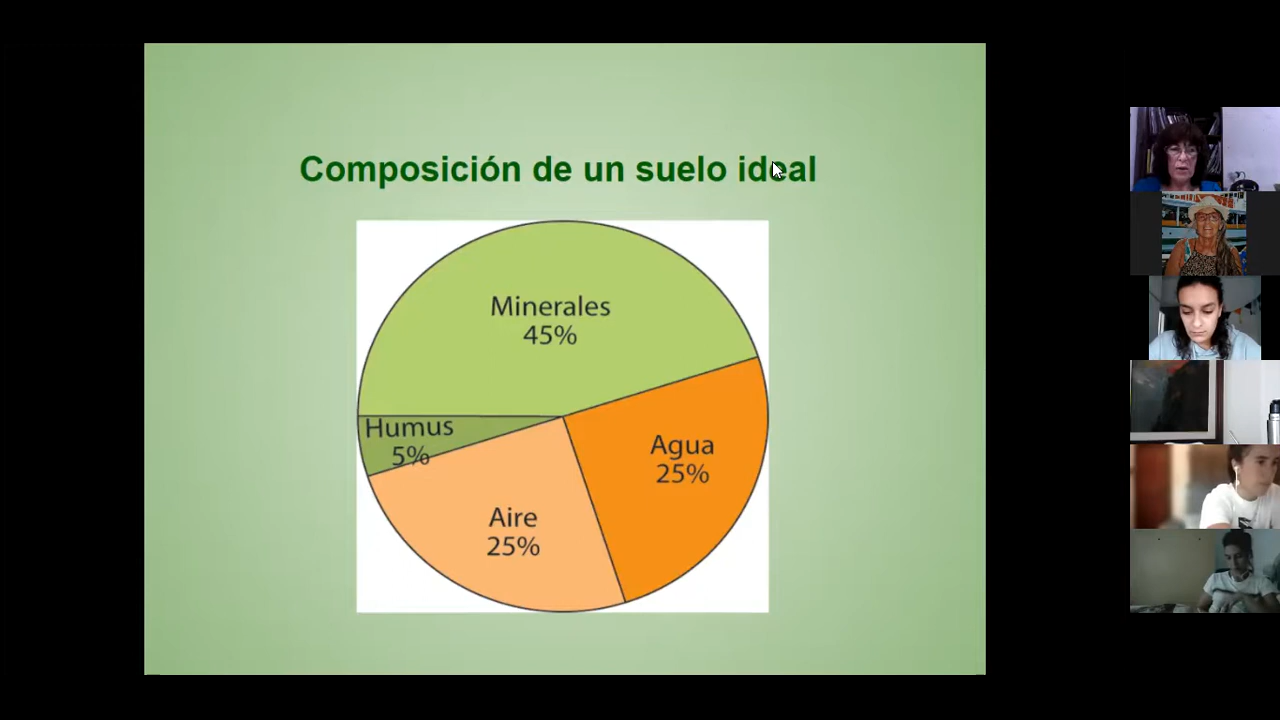 Composición de un suelo ideal
Minerales
45%
Humus
5%
Agua
25%
Aire
25%